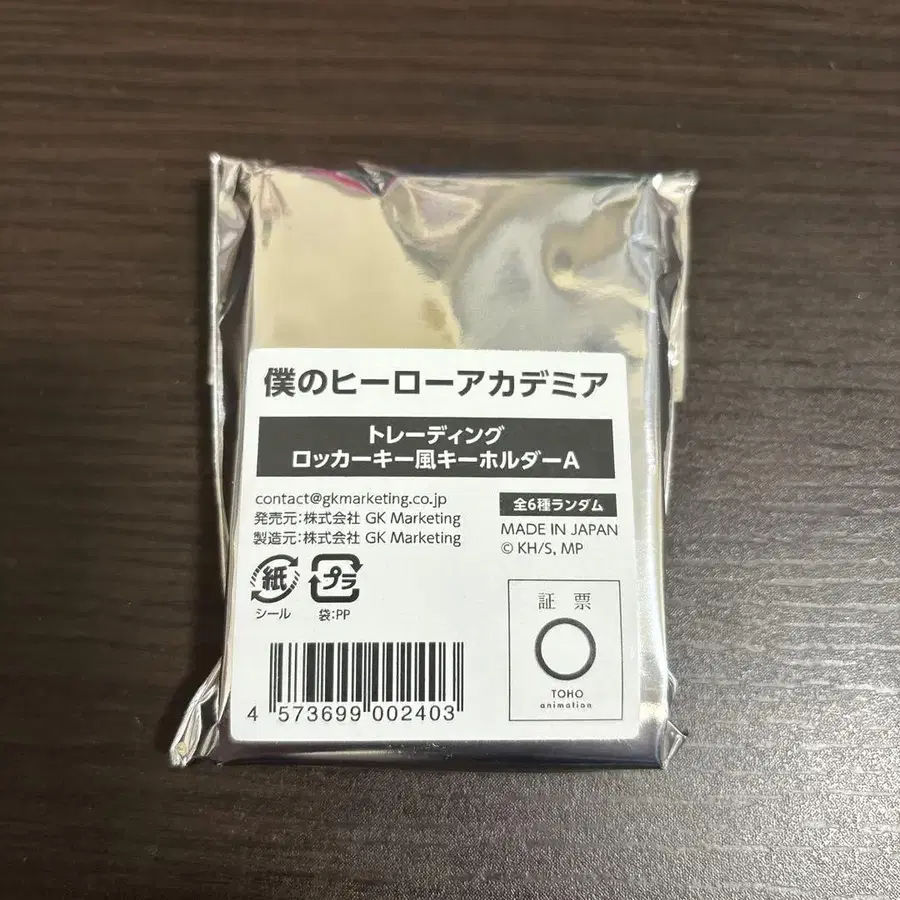 僕のヒーローアカデミア
トレーディング
ロッカーキー風キーホルダーA
contact@gkmarketing.co.jp
発売元:株式会社 GK Marketing
製造元:株式会社 GK Marketing
全6種ランダム
MADE IN JAPAN
© KH/S, MP
紙
シール
プラ
袋:PP
証 票
TOHO
animation
4 573699 002403